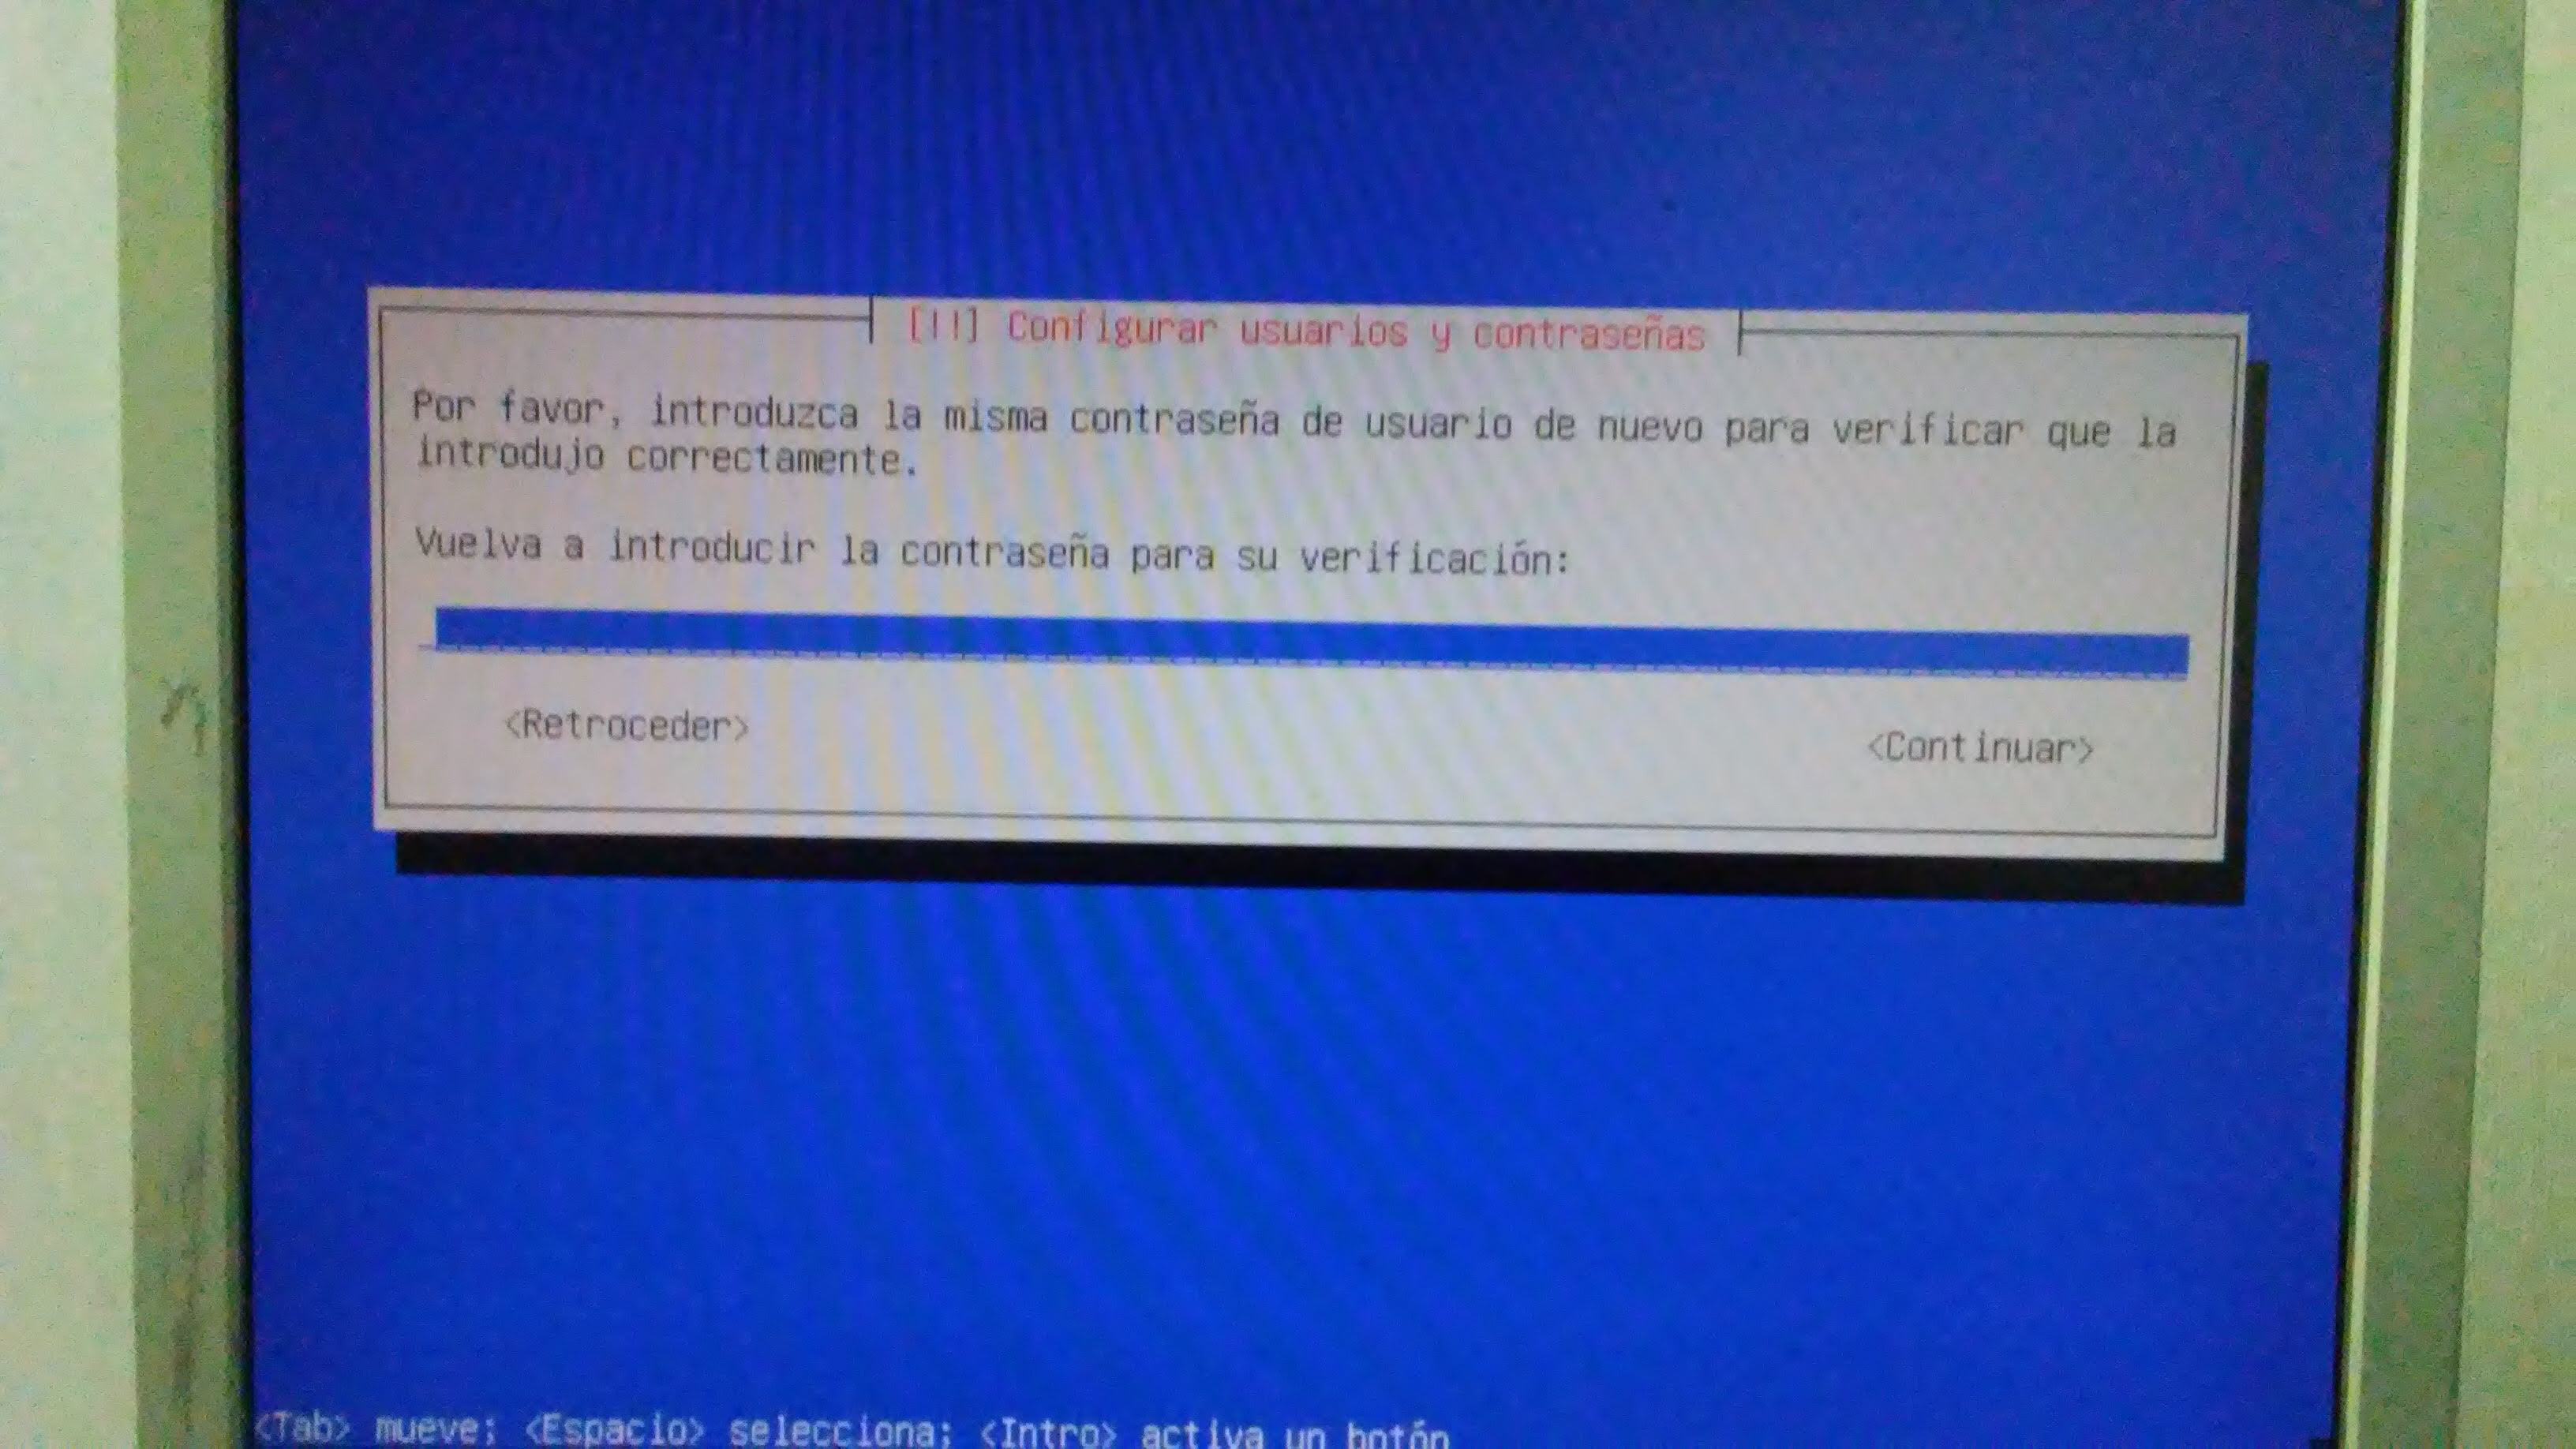 [!!] Configurar usuarios y contraseñas
Por favor, introduzca la misma contraseña de usuario de nuevo para verificar que la
introdujo correctamente.
Vuelva a introducir la contraseña para su verificación:
<Retroceder>
<Continuar>
<Tab> mueve; <Espacio> selecciona; <Intro> activa un botón